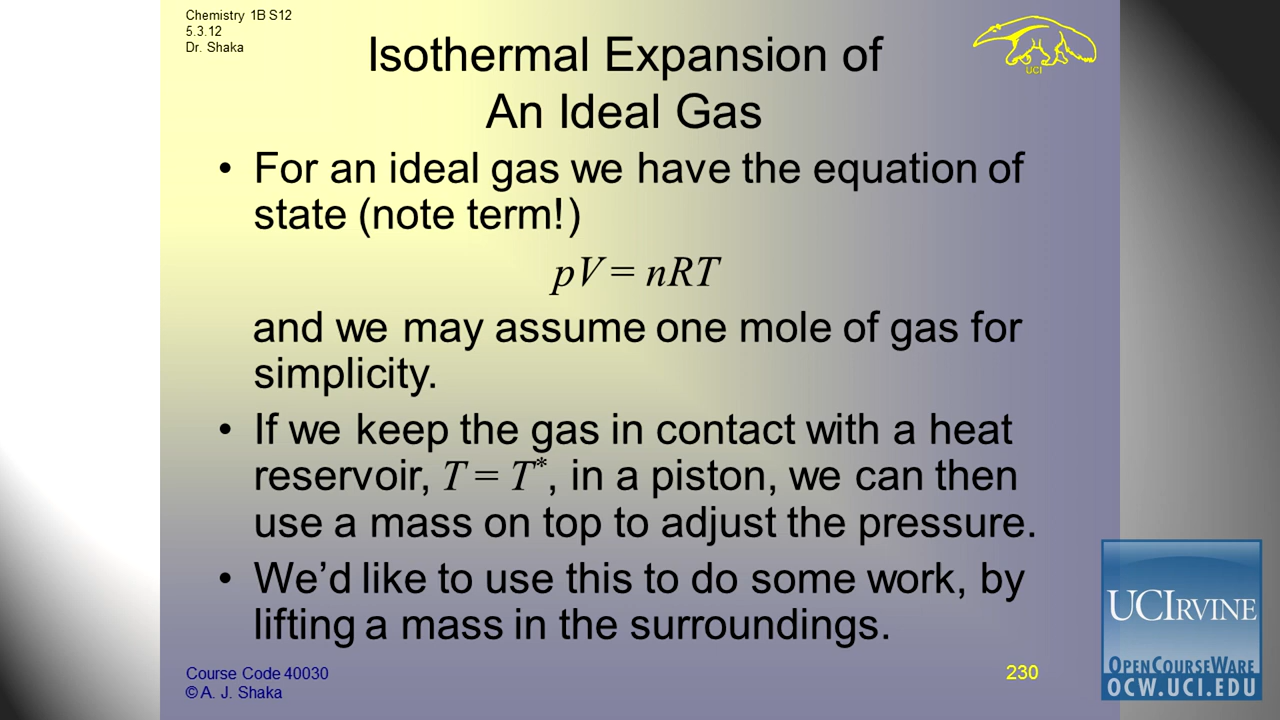 Chemistry 1B S12
5.3.12
Dr. Shaka
Isothermal Expansion of
An Ideal Gas
UCI
• For an ideal gas we have the equation of
state (note term!)
pV = nRT
and we may assume one mole of gas for
simplicity.
• If we keep the gas in contact with a heat
reservoir, T = T*, in a piston, we can then
use a mass on top to adjust the pressure.
• We’d like to use this to do some work, by
lifting a mass in the surroundings.
Course Code 40030
© A. J. Shaka
230
UCIRVINE
OPENCOURSEWARE
OCW.UCI.EDU